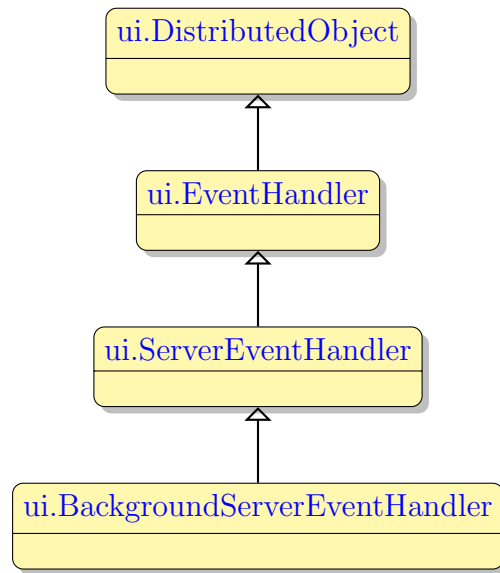 ui.DistributedObject
ui.EventHandler
ui.ServerEventHandler
ui.BackgroundServerEventHandler